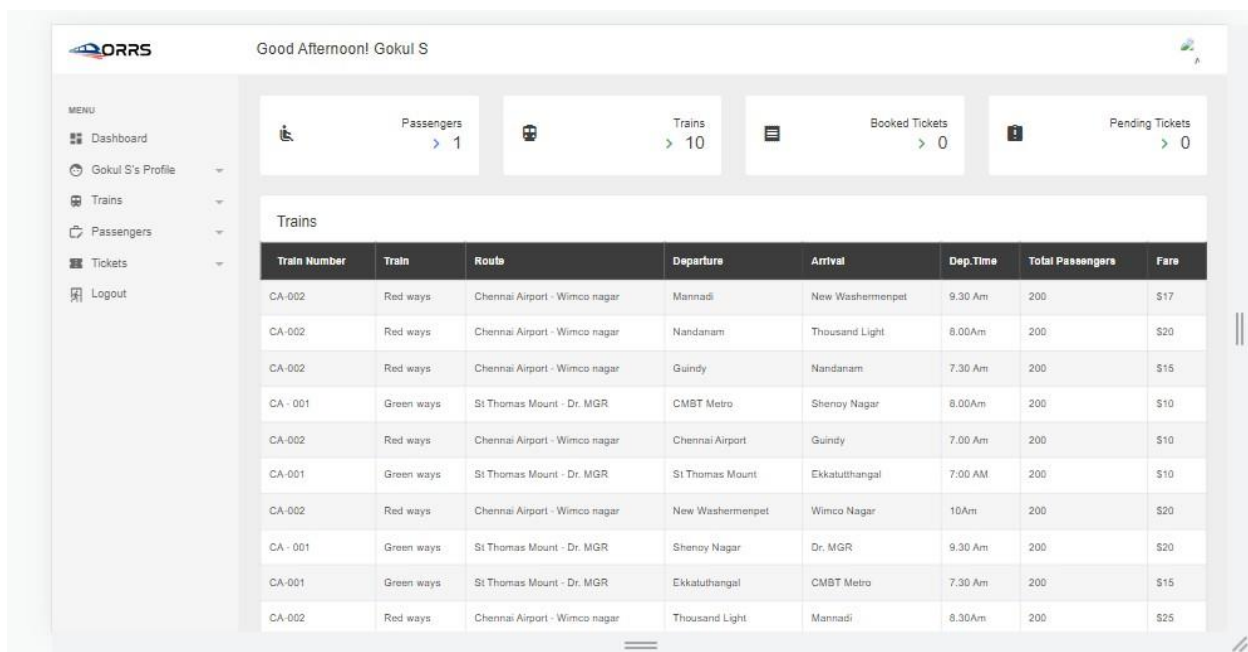 ORRS
Good Afternoon! Gokul S
MENU
Dashboard
Gokul S's Profile
Trains
Passengers
Tickets
Logout
Passengers
1
Trains
10
Booked Tickets
0
Pending Tickets
0
Trains
Train Number Train Route Departure Arrival Dep.Time Total Passengers Fare
CA-002 Red ways Chennai Airport - Wimco nagar Mannadi New Washermenpet 9.30 Am 200 $17
CA-002 Red ways Chennai Airport - Wimco nagar Nandanam Thousand Light 8.00Am 200 $20
CA-002 Red ways Chennai Airport - Wimco nagar Guindy Nandanam 7.30 Am 200 $15
CA - 001 Green ways St Thomas Mount - Dr. MGR CMBT Metro Shenoy Nagar 8.00Am 200 $10
CA-002 Red ways Chennai Airport - Wimco nagar Chennai Airport Guindy 7.00 Am 200 $10
CA-001 Green ways St Thomas Mount - Dr. MGR St Thomas Mount Ekkatutthangal 7:00 AM 200 $10
CA-002 Red ways Chennai Airport - Wimco nagar New Washermenpet Wimco Nagar 10Am 200 $20
CA - 001 Green ways St Thomas Mount - Dr. MGR Shenoy Nagar Dr. MGR 9.30 Am 200 $20
CA-001 Green ways St Thomas Mount - Dr. MGR Ekkatuthangal CMBT Metro 7.30 Am 200 $15
CA-002 Red ways Chennai Airport - Wimco nagar Thousand Light Mannadi 8.30Am 200 $25